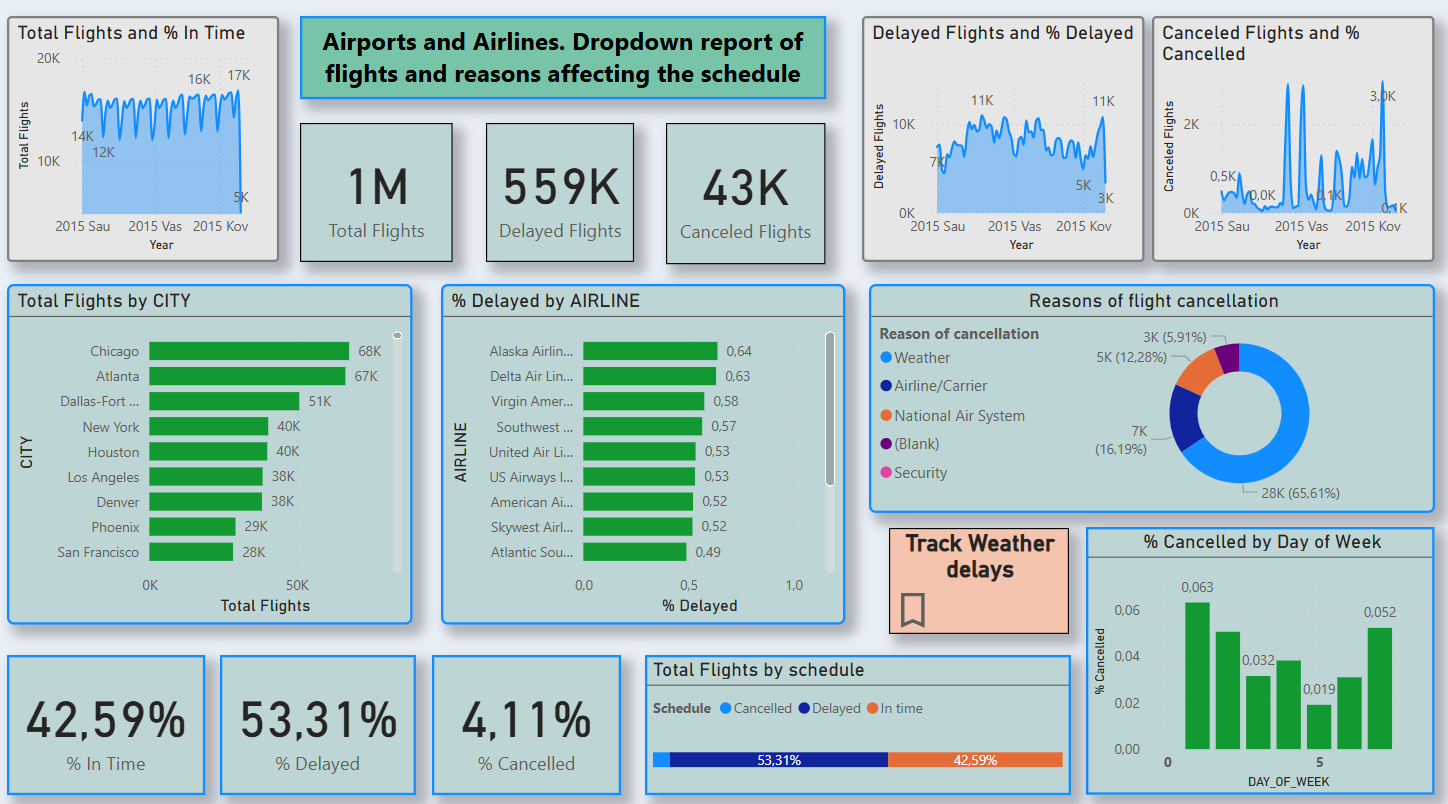 Total Flights and % In Time
20K
10K
Total Flights
14K
12K
16K
17K
5K
2015 Sau
2015 Vas
2015 Kov
Year
Airports and Airlines. Dropdown report of
flights and reasons affecting the schedule
1M
Total Flights
559K
Delayed Flights
43K
Canceled Flights
Delayed Flights and % Delayed
10K
0K
Delayed Flights
7K
11K
11K
5K
3K
2015 Sau
2015 Vas
2015 Kov
Year
Canceled Flights and %
Cancelled
2K
0K
Canceled Flights
0,5K
0,0K
0,1K
3,0K
0,1K
2015 Sau
2015 Vas
2015 Kov
Year
Total Flights by CITY
CITY
Chicago 68K
Atlanta 67K
Dallas-Fort ... 51K
New York 40K
Houston 40K
Los Angeles 38K
Denver 38K
Phoenix 29K
San Francisco 28K
0K 50K
Total Flights
% Delayed by AIRLINE
AIRLINE
Alaska Airlin... 0,64
Delta Air Lin... 0,63
Virgin Amer... 0,58
Southwest ... 0,57
United Air Li... 0,53
US Airways I... 0,53
American Ai... 0,52
Skywest Airl... 0,52
Atlantic Sou... 0,49
0,0 0,5 1,0
% Delayed
Reasons of flight cancellation
Reason of cancellation
Weather
Airline/Carrier
National Air System
(Blank)
Security
3K (5,91%)
5K (12,28%)
7K
(16,19%)
28K (65,61%)
Track Weather
delays
% Cancelled by Day of Week
% Cancelled
0,06
0,04
0,02
0,00
0,063
0,032
0,019
0,052
0 5
DAY_OF_WEEK
42,59%
% In Time
53,31%
% Delayed
4,11%
% Cancelled
Total Flights by schedule
Schedule Cancelled Delayed In time
53,31% 42,59%